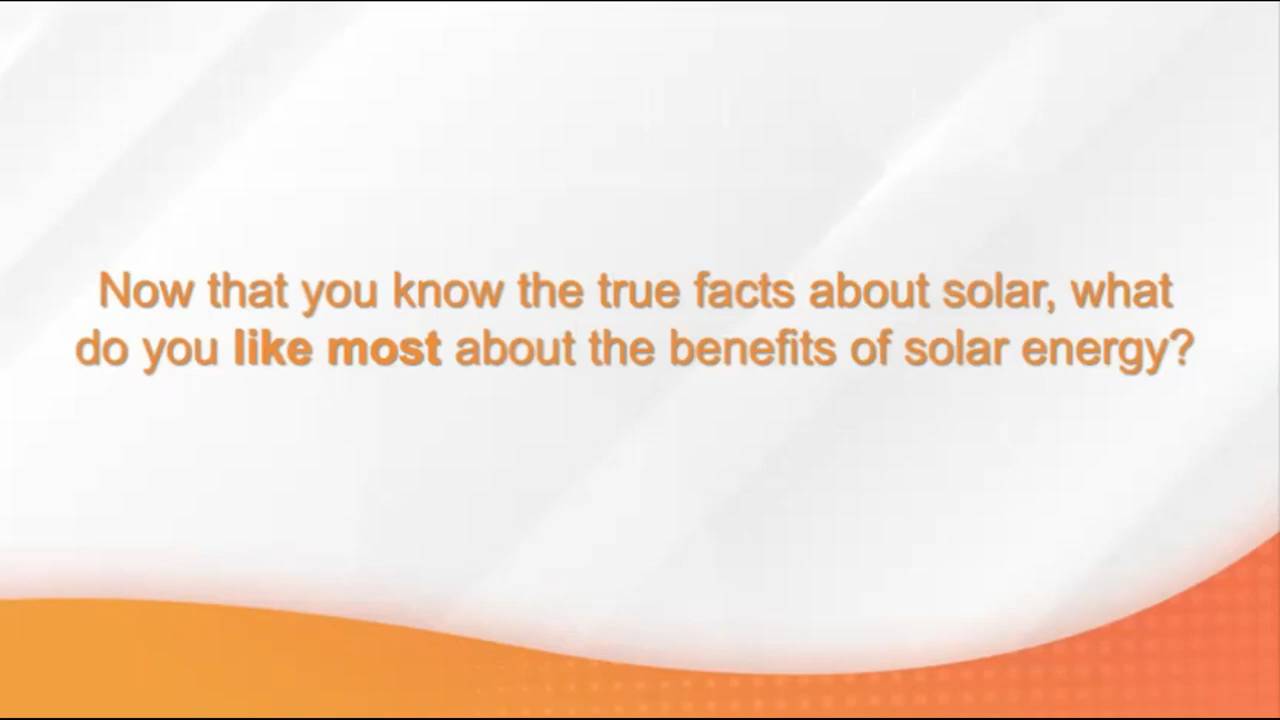 Now that you know the true facts about solar, what
do you like most about the benefits of solar energy?